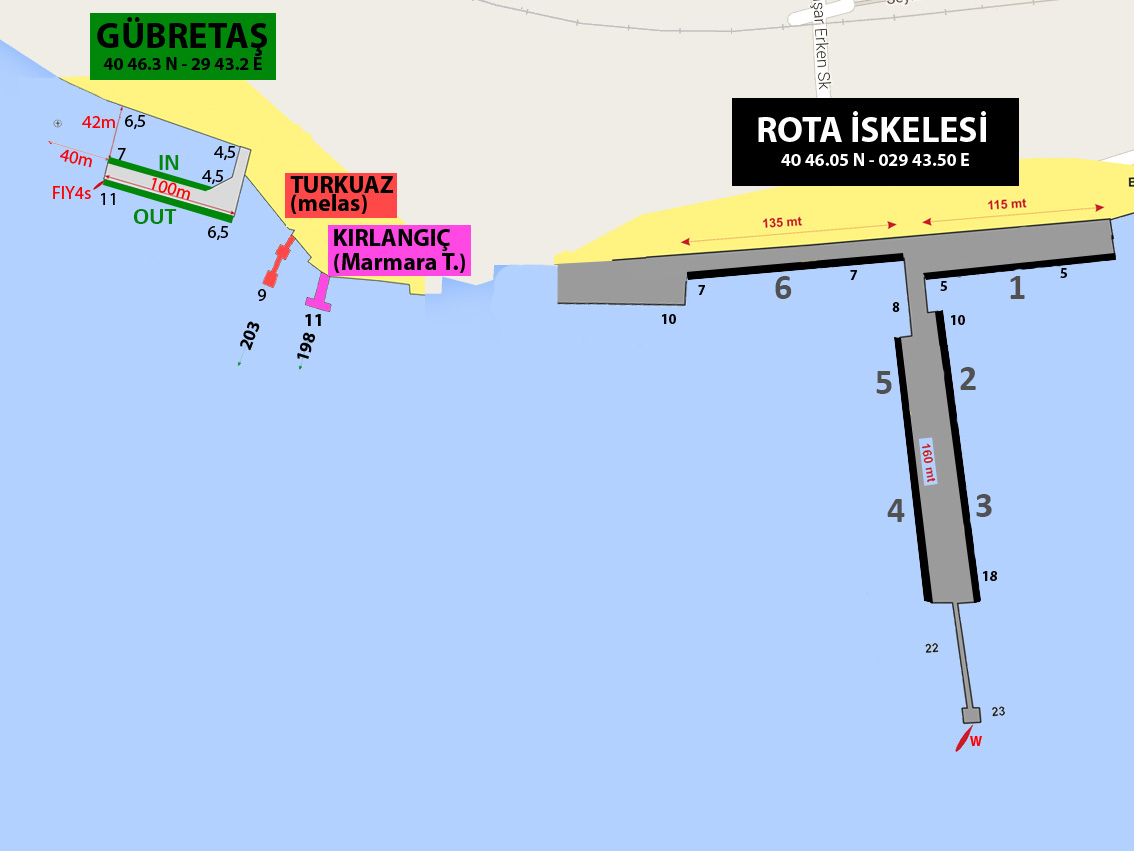 GÜBRETAŞ
40 46.3 N - 29 43.2 E
42m
6,5
40m
7
IN
4,5
4,5
100m
FIY4s
11
OUT
6,5
TURKUAZ
(melas)
KIRLANGIÇ
(Marmara T.)
9
11
203
198
şar Erken Sk
ROTA İSKELESİ
40 46.05 N - 029 43.50 E
135 mt
115 mt
7
6
7
5
1
5
10
8
10
5
2
160 mt
4
3
18
22
23
W